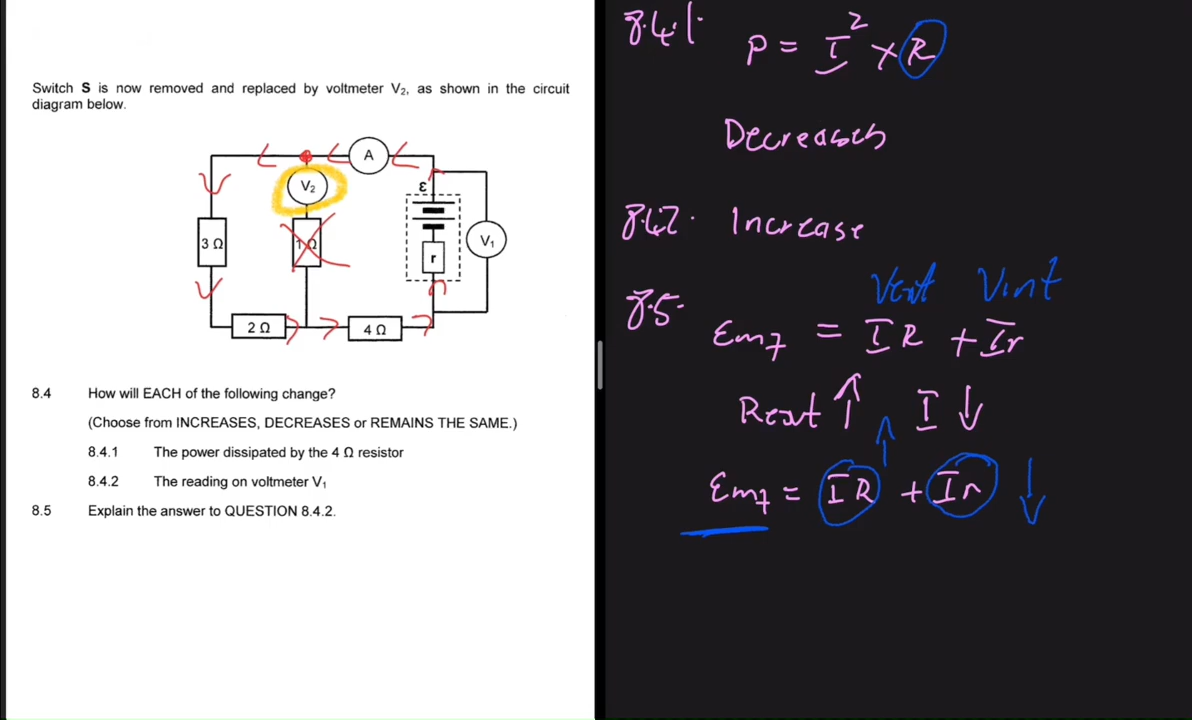 Switch S is now removed and replaced by voltmeter V₂, as shown in the circuit
diagram below.
A
V₂
ε
3 Ω
1 Ω
r
V₁
2 Ω
4 Ω
8.4 How will EACH of the following change?
(Choose from INCREASES, DECREASES or REMAINS THE SAME.)
8.4.1 The power dissipated by the 4 Ω resistor
8.4.2 The reading on voltmeter V₁
8.5 Explain the answer to QUESTION 8.4.2.
8.4.1.
P = I² × R
Decreases
8.4.2. Increase
Vext Vint
8.5.
Emf = IR + Ir
Rext ↑ I ↓
Emf = IR ↑ + Ir ↓